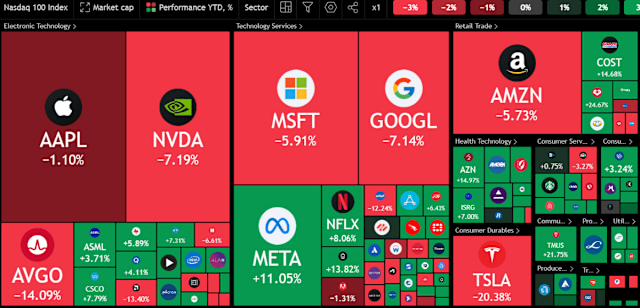 Nasdaq 100 Index > Market cap Performance YTD, % Sector x1 −3% −2% −1% 0% 1% 2% 3
Electronic Technology >
AAPL
−1.10%
NVDA
−7.19%
AVGO
−14.09%
ASML
+3.71%
CSCO
+7.79%
+5.89%
+4.11%
−13.40%
+7.31%
−6.61%
Technology Services >
MSFT
−5.91%
GOOGL
−7.14%
META
+11.05%
NFLX
+8.06%
+13.82%
−1.31%
−12.24%
+6.43%
Retail Trade >
AMZN
−5.73%
COST
+14.68%
+24.67%
Health Technology >
AZN
+14.97%
ISRG
+7.00%
Consumer Serv... >
+0.75%
−3.27%
Consu... >
+3.24%
Consumer Durables >
TSLA
−20.38%
Commu... >
TMUS
+21.75%
Pro... >
Utili... >
Produce... >
Tr... >